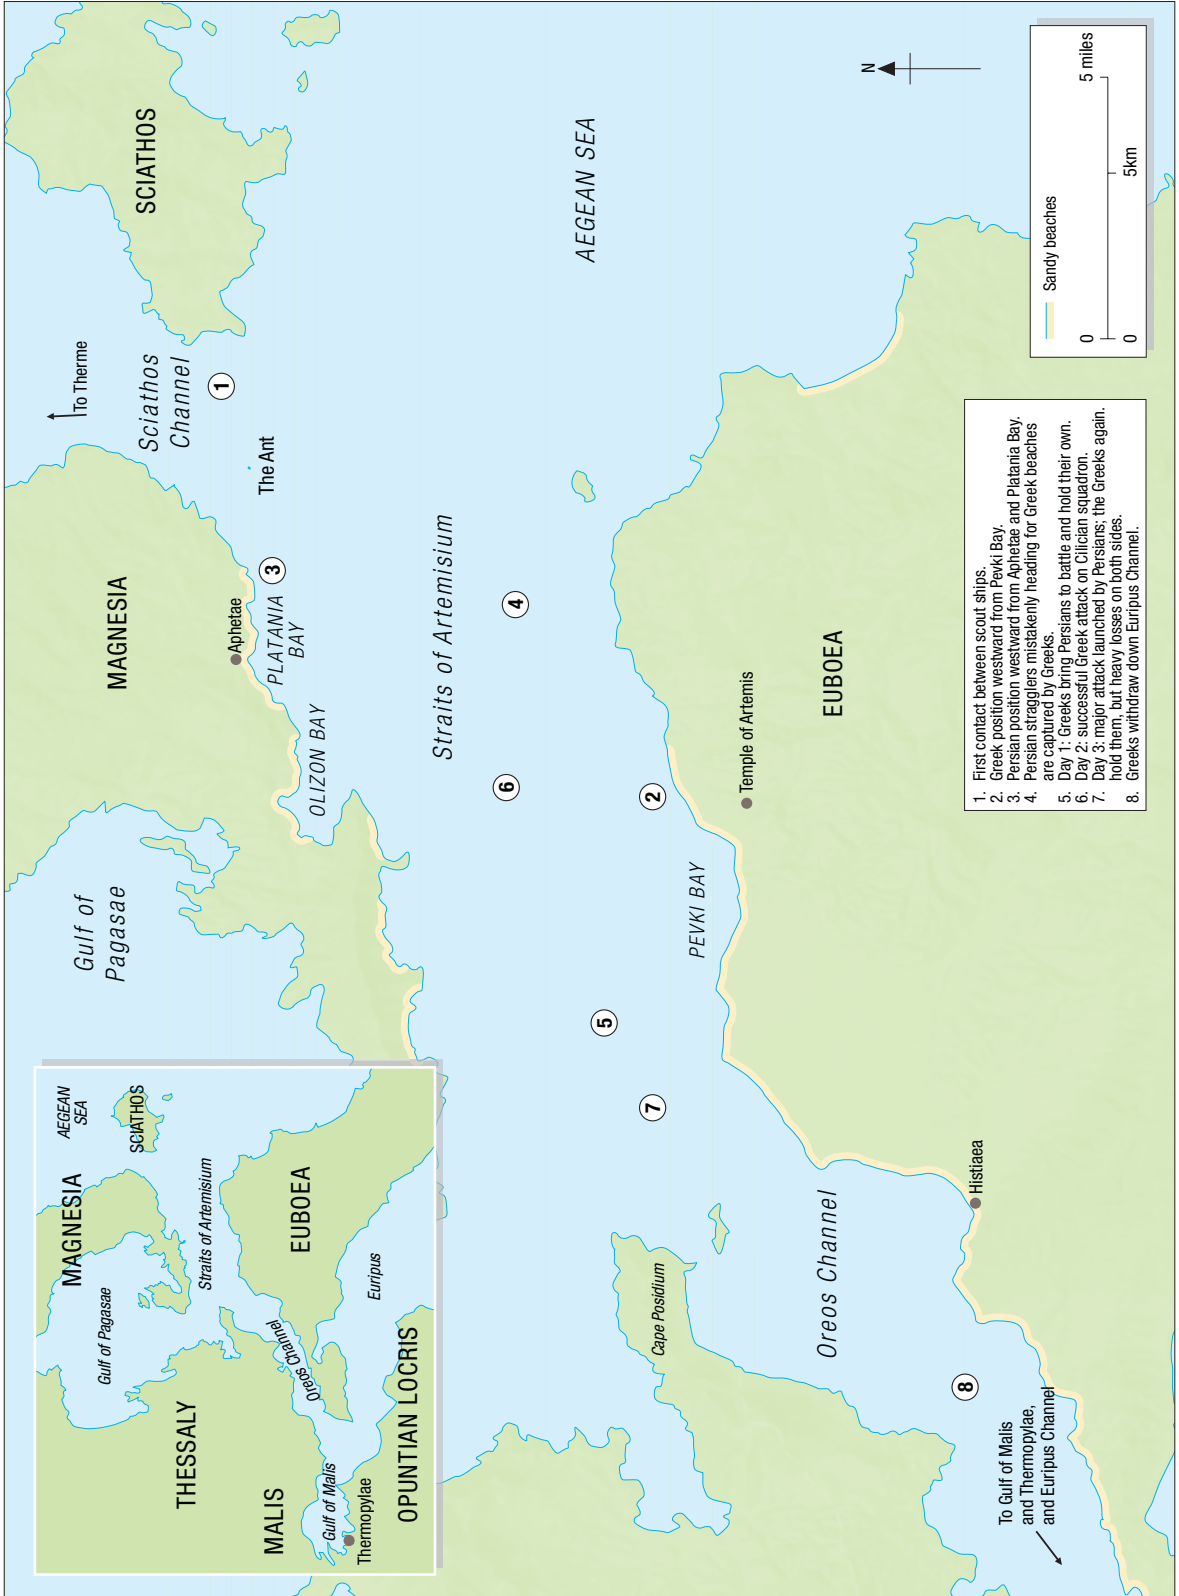 AEGEAN
SEA
MAGNESIA
SCIATHOS
Gulf of Pagasae
Straits of Artemisium
THESSALY
EUBOEA
Oreos Channel
MALIS
Euripus
Gulf of Malis
Thermopylae
OPUNTIAN LOCRIS
Gulf of
Pagasae
MAGNESIA
To Therme
SCIATHOS
Sciathos
Channel
1
Aphetae
The Ant
3
PLATANIA
BAY
OLIZON BAY
Straits of Artemisium
6
4
AEGEAN SEA
5
7
2
PEVKI BAY
Temple of Artemis
Cape Posidium
Oreos Channel
EUBOEA
Histiaea
8
To Gulf of Malis
and Thermopylae,
and Euripus Channel
N
1. First contact between scout ships.
2. Greek position westward from Pevki Bay.
3. Persian position westward from Aphetae and Platania Bay.
4. Persian stragglers mistakenly heading for Greek beaches
are captured by Greeks.
5. Day 1: Greeks bring Persians to battle and hold their own.
6. Day 2: successful Greek attack on Cilician squadron.
7. Day 3: major attack launched by Persians; the Greeks again.
hold them, but heavy losses on both sides.
8. Greeks withdraw down Euripus Channel.
Sandy beaches
0 5 miles
0 5km